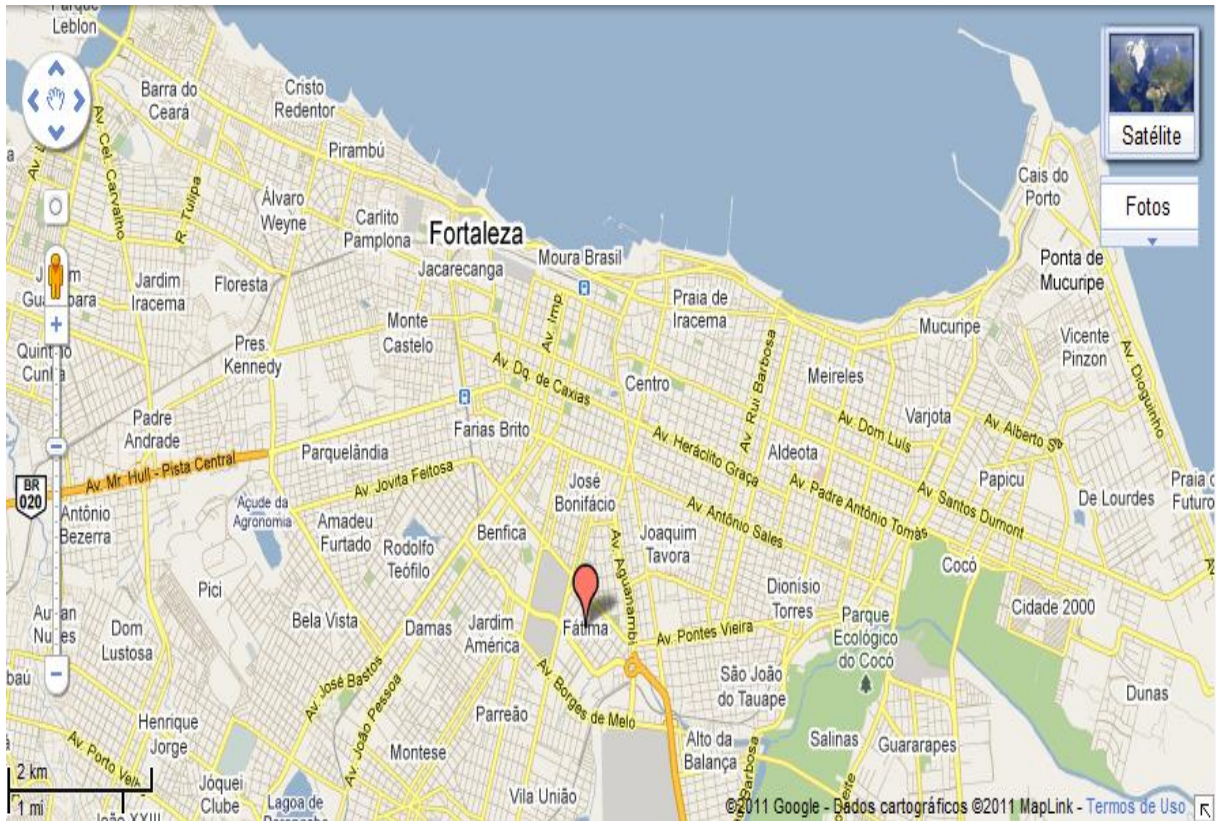 Parque
Leblon
Barra do
Ceará
Cristo
Redentor
Pirambú
Satélite
Fotos
Cais do
Porto
Av. Cel. Carvalho
R. Tulipa
Álvaro
Weyne
Carlito
Pamplona
Fortaleza
Jacarecanga
Moura Brasil
Ponta de
Mucuripe
Jardim
Iracema
Floresta
Praia de
Iracema
Av. Imp.
Monte
Castelo
Mucuripe
Vicente
Pinzon
Av. Dioguinho
Pres.
Kennedy
Av. Dq. de Caxias
Centro
Av. Rui Barbosa
Meireles
Padre
Andrade
Farias Brito
Varjota
Av. Dom Luís
Av. Alberto Sá
Parquelândia
Av. Heráclito Graça
Aldeota
Av. Mr. Hull - Pista Central
Av. Jovita Feitosa
José
Bonifácio
Av. Padre Antônio Tomás
Papicu
Av. Santos Dumont
De Lourdes
Praia
Futuro
BR
020
Antônio
Bezerra
Açude da
Agronomia
Amadeu
Furtado
Rodolfo
Teófilo
Benfica
Av. Aguanambi
Joaquim
Tavora
Av. Antônio Sales
Cocó
Pici
Dionisio
Torres
Cidade 2000
Dom
Lustosa
Bela Vista
Damas
Jardim
América
Fátima
Av. Pontes Vieira
Parque
Ecológico
do Cocó
Av. José Bastos
Av. João Pessoa
Av. Borges de Melo
São João
do Tauape
Dunas
Henrique
Jorge
Parreão
Montese
Alto da
Balança
Salinas
Guararapes
Av. Porto Velh
2 km
1 mi
João XXIII
Jóquei
Clube
Lagoa de
Vila União
Barbosa
©2011 Google - Dados cartográficos ©2011 MapLink - Termos de Uso